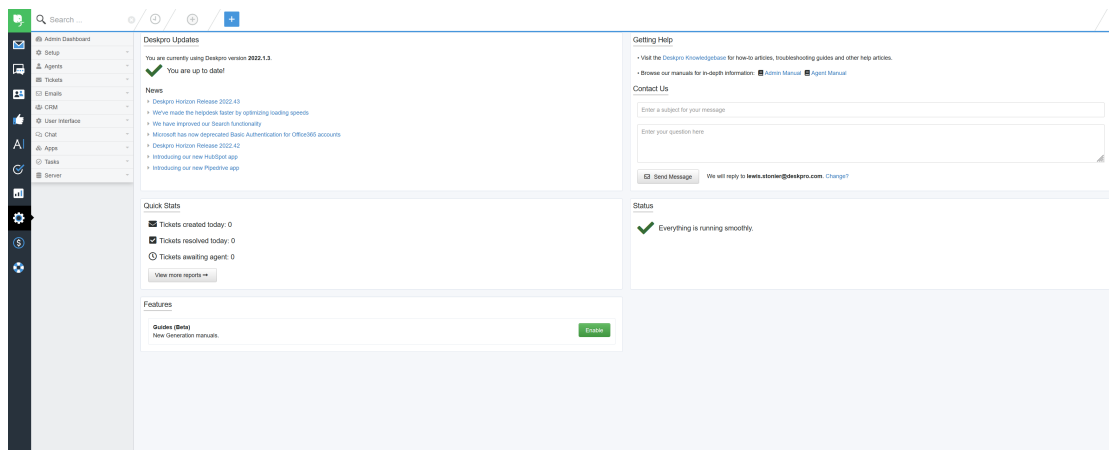 Search ...
Admin Dashboard
Setup
Agents
Tickets
Emails
CRM
User Interface
Chat
Apps
Tasks
Server
Deskpro Updates
You are currently using Deskpro version 2022.1.3.
You are up to date!
News
Deskpro Horizon Release 2022.43
We've made the helpdesk faster by optimizing loading speeds
We have improved our Search functionality
Microsoft has now deprecated Basic Authentication for Office365 accounts
Deskpro Horizon Release 2022.42
Introducing our new HubSpot app
Introducing our new Pipedrive app
Quick Stats
Tickets created today: 0
Tickets resolved today: 0
Tickets awaiting agent: 0
View more reports
Features
Guides (Beta)
New Generation manuals.
Enable
Getting Help
• Visit the Deskpro Knowledgebase for how-to articles, troubleshooting guides and other help articles.
• Browse our manuals for in-depth information: Admin Manual Agent Manual
Contact Us
Enter a subject for your message
Enter your question here
Send Message We will reply to lewis.stonier@deskpro.com. Change?
Status
Everything is running smoothly.